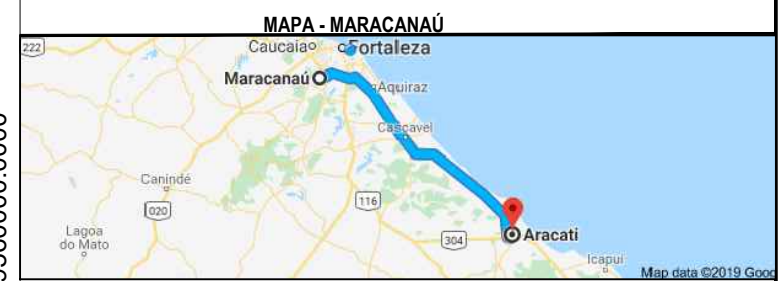 MAPA - MARACANAÚ
222
Caucaia
Fortaleza
Maracanaú
Aquiraz
Cascavel
Canindé
116
020
Lagoa
do Mato
304
Aracati
Icapuí
Map data ©2019 Goog